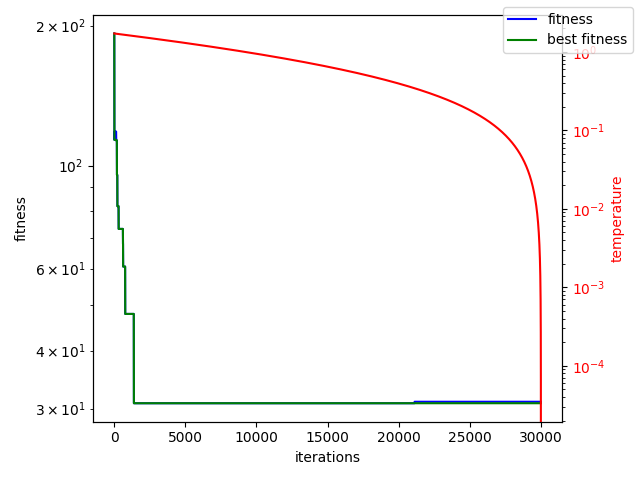 fitness
best fitness
2 × 10²
10²
6 × 10¹
4 × 10¹
3 × 10¹
fitness
10⁰
10⁻¹
10⁻²
10⁻³
10⁻⁴
temperature
0 5000 10000 15000 20000 25000 30000
iterations